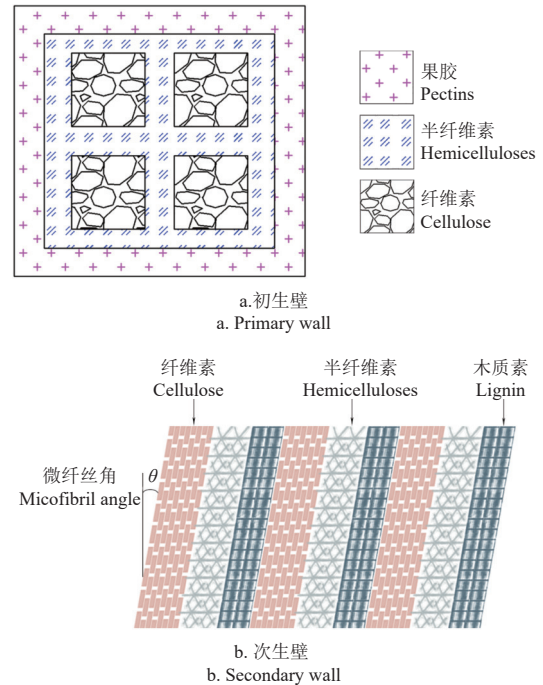 果胶
Pectins
半纤维素
Hemicelluloses
纤维素
Cellulose
a.初生壁
a. Primary wall
纤维素
Cellulose
半纤维素
Hemicelluloses
木质素
Lignin
微纤丝角
Micofibril angle
θ
b. 次生壁
b. Secondary wall